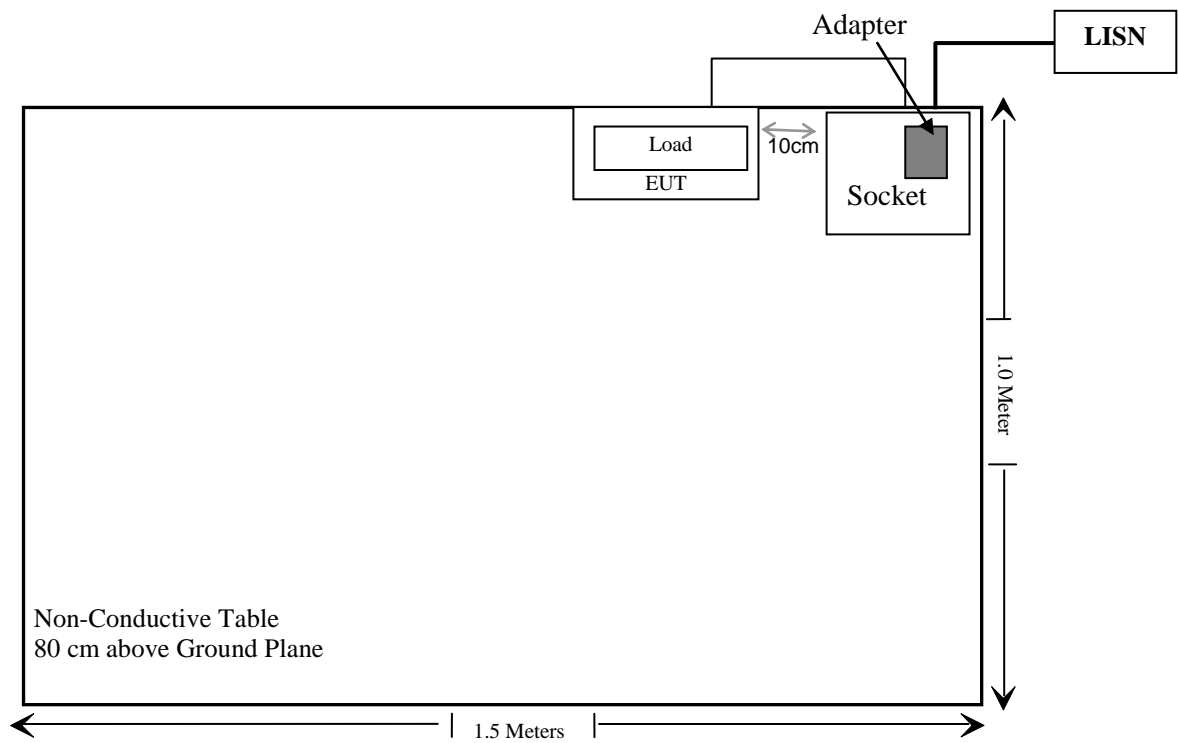 Adapter
LISN
Load
10cm
EUT
Socket
1.0 Meter
Non-Conductive Table
80 cm above Ground Plane
1.5 Meters